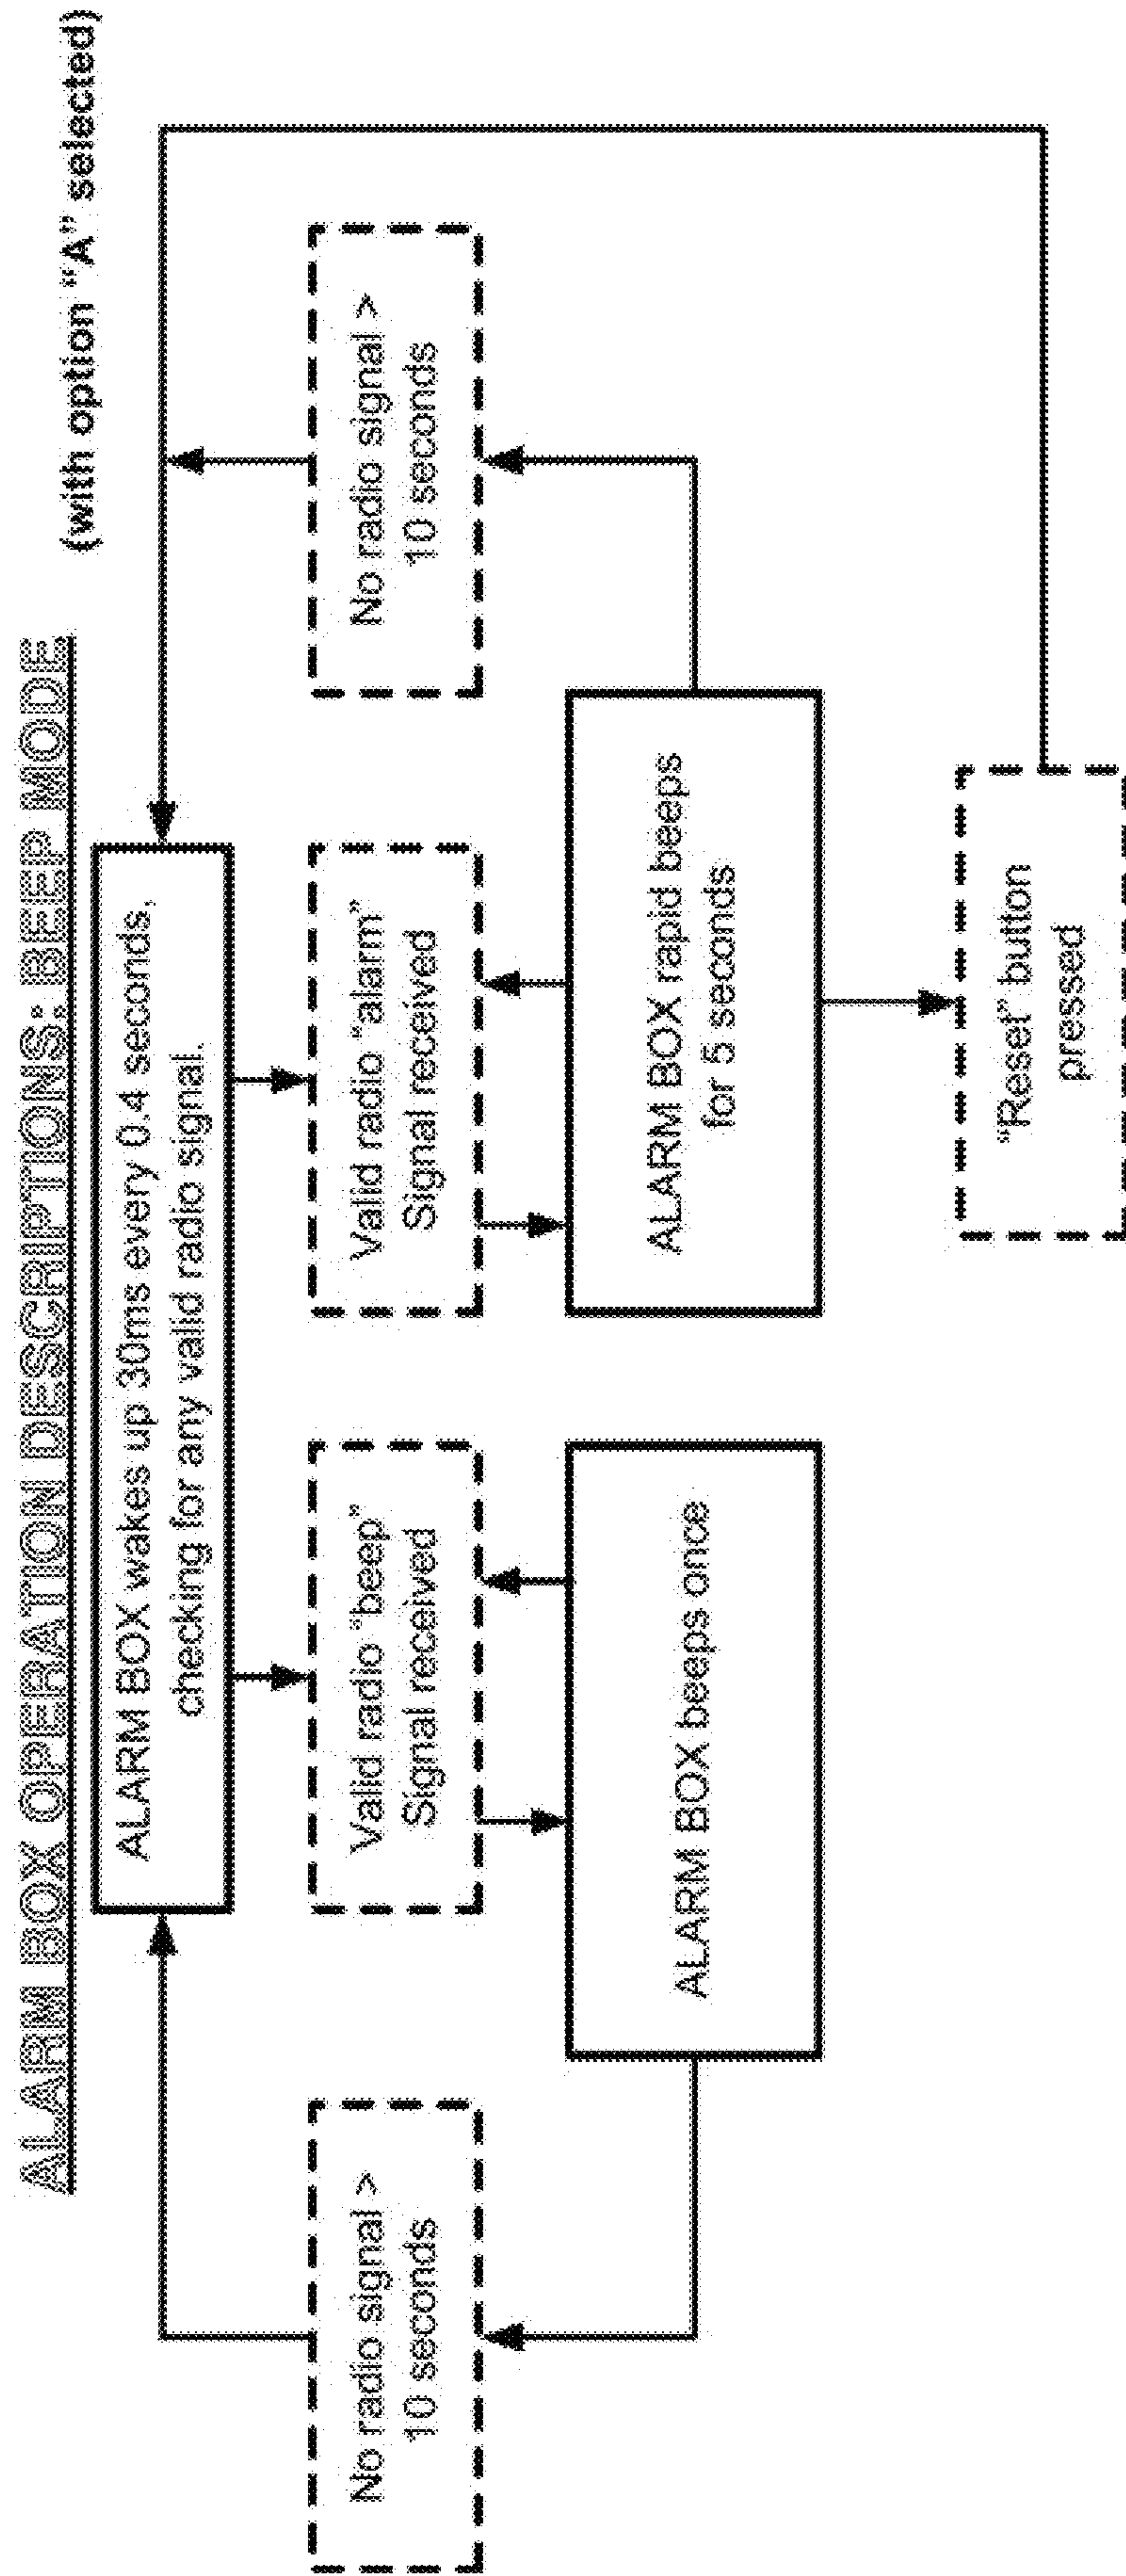 ALARM BOX OPERATION DESCRIPTIONS: BEEP MODE
(with option "A" selected)
ALARM BOX wakes up 30ms every 0.4 seconds,
checking for any valid radio signal.
No radio signal >
10 seconds
Valid radio "beep"
Signal received
Valid radio "alarm"
Signal received
No radio signal >
10 seconds
ALARM BOX beeps once
ALARM BOX rapid beeps
for 5 seconds
"Reset" button
pressed